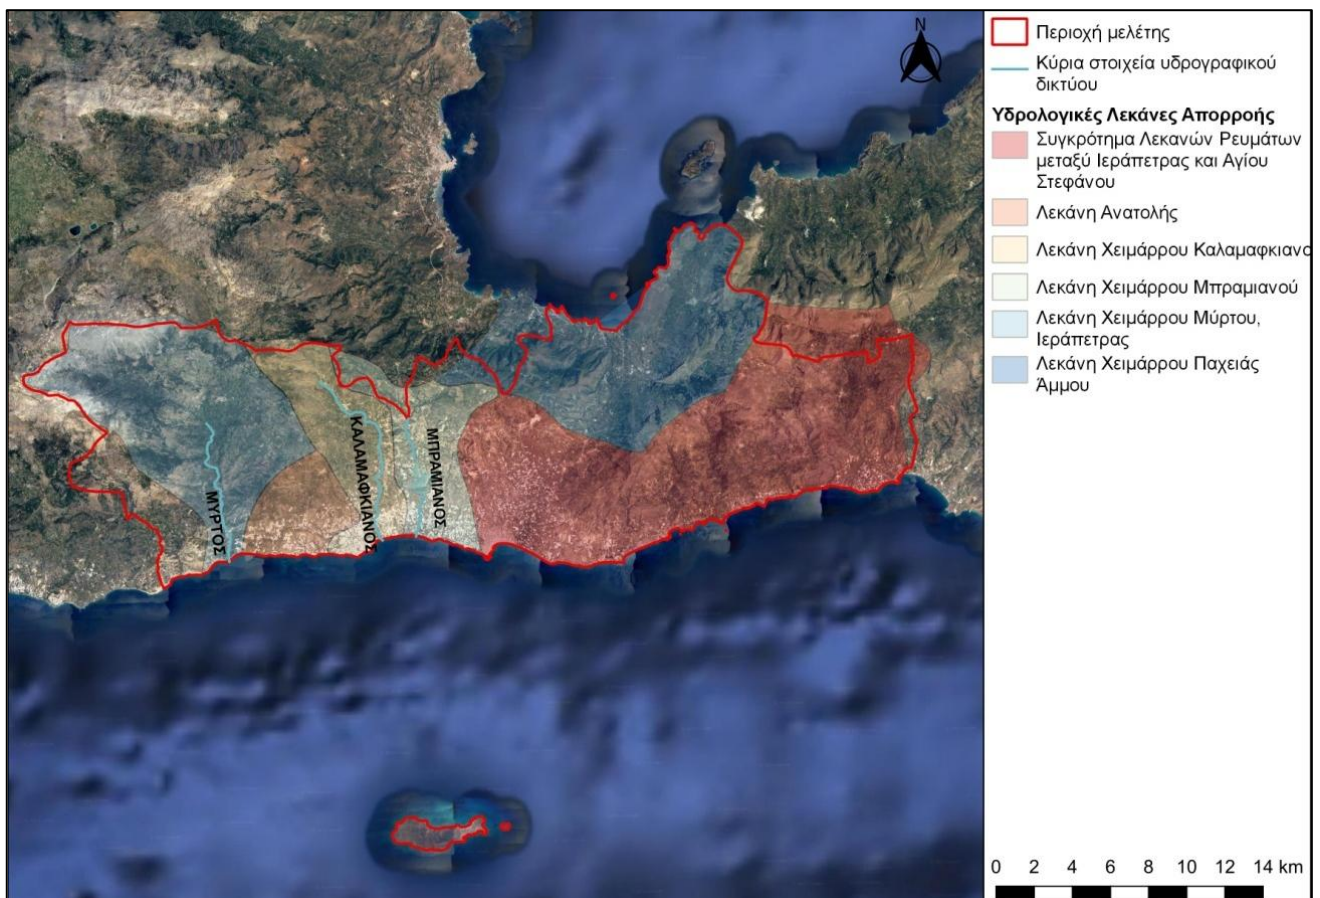 N
ΜΥΡΤΟΣ
ΚΑΛΑΜΑΦΚΙΑΝΟΣ
ΜΠΡΑΜΙΑΝΟΣ
Περιοχή μελέτης
Κύρια στοιχεία υδρογραφικού
δικτύου
Υδρολογικές Λεκάνες Απορροής
Συγκρότημα Λεκανών Ρευμάτων
μεταξύ Ιεράπετρας και Αγίου
Στεφάνου
Λεκάνη Ανατολής
Λεκάνη Χειμάρρου Καλαμαφκιανο
Λεκάνη Χειμάρρου Μπραμιανού
Λεκάνη Χειμάρρου Μύρτου,
Ιεράπετρας
Λεκάνη Χειμάρρου Παχειάς
Άμμου
0 2 4 6 8 10 12 14 km